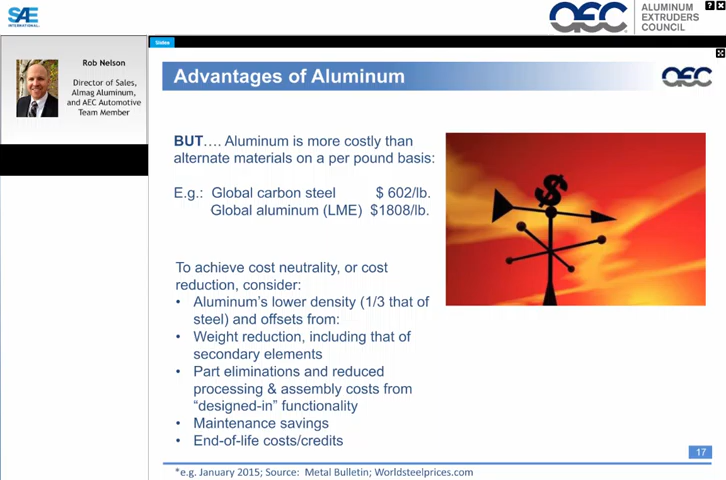 SAE
INTERNATIONAL
AEC
ALUMINUM
EXTRUDERS
COUNCIL
?
Slides
Rob Nelson
Director of Sales,
Almag Aluminum,
and AEC Automotive
Team Member
Advantages of Aluminum
AEC
BUT…. Aluminum is more costly than
alternate materials on a per pound basis:
E.g.: Global carbon steel $ 602/lb.
Global aluminum (LME) $1808/lb.
$
To achieve cost neutrality, or cost
reduction, consider:
• Aluminum's lower density (1/3 that of
steel) and offsets from:
• Weight reduction, including that of
secondary elements
• Part eliminations and reduced
processing & assembly costs from
“designed-in” functionality
• Maintenance savings
• End-of-life costs/credits
17
*e.g. January 2015; Source: Metal Bulletin; Worldsteelprices.com